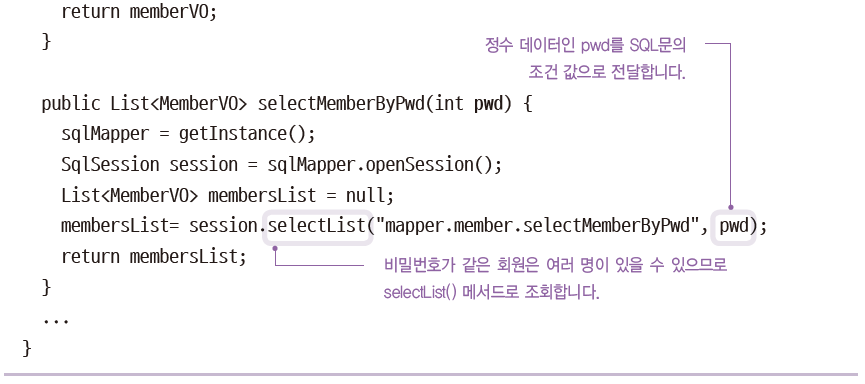 return memberVO;
}
정수 데이터인 pwd를 SQL문의
조건 값으로 전달합니다.
public List<MemberVO> selectMemberByPwd(int pwd) {
sqlMapper = getInstance();
SqlSession session = sqlMapper.openSession();
List<MemberVO> membersList = null;
membersList= session.selectList("mapper.member.selectMemberByPwd", pwd);
return membersList;
비밀번호가 같은 회원은 여러 명이 있을 수 있으므로
selectList() 메서드로 조회합니다.
}
...
}